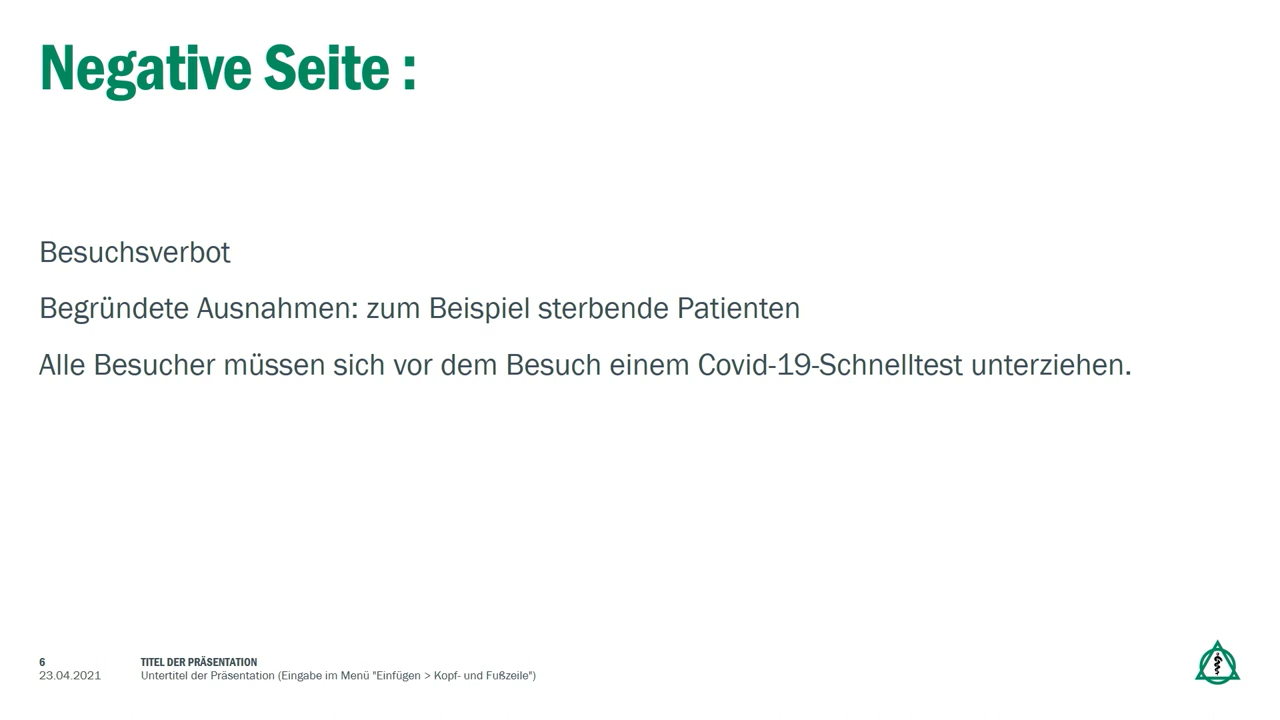 Negative Seite :
Besuchsverbot
Begründete Ausnahmen: zum Beispiel sterbende Patienten
Alle Besucher müssen sich vor dem Besuch einem Covid-19-Schnelltest unterziehen.
6
TITEL DER PRÄSENTATION
23.04.2021
Untertitel der Präsentation (Eingabe im Menü "Einfügen > Kopf- und Fußzeile")